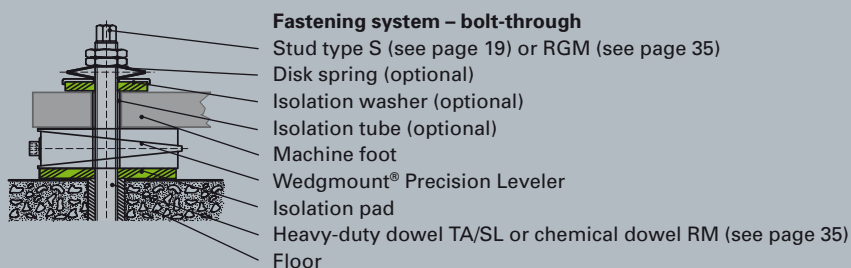 Fastening system – bolt-through
Stud type S (see page 19) or RGM (see page 35)
Disk spring (optional)
Isolation washer (optional)
Isolation tube (optional)
Machine foot
Wedgmount® Precision Leveler
Isolation pad
Heavy-duty dowel TA/SL or chemical dowel RM (see page 35)
Floor